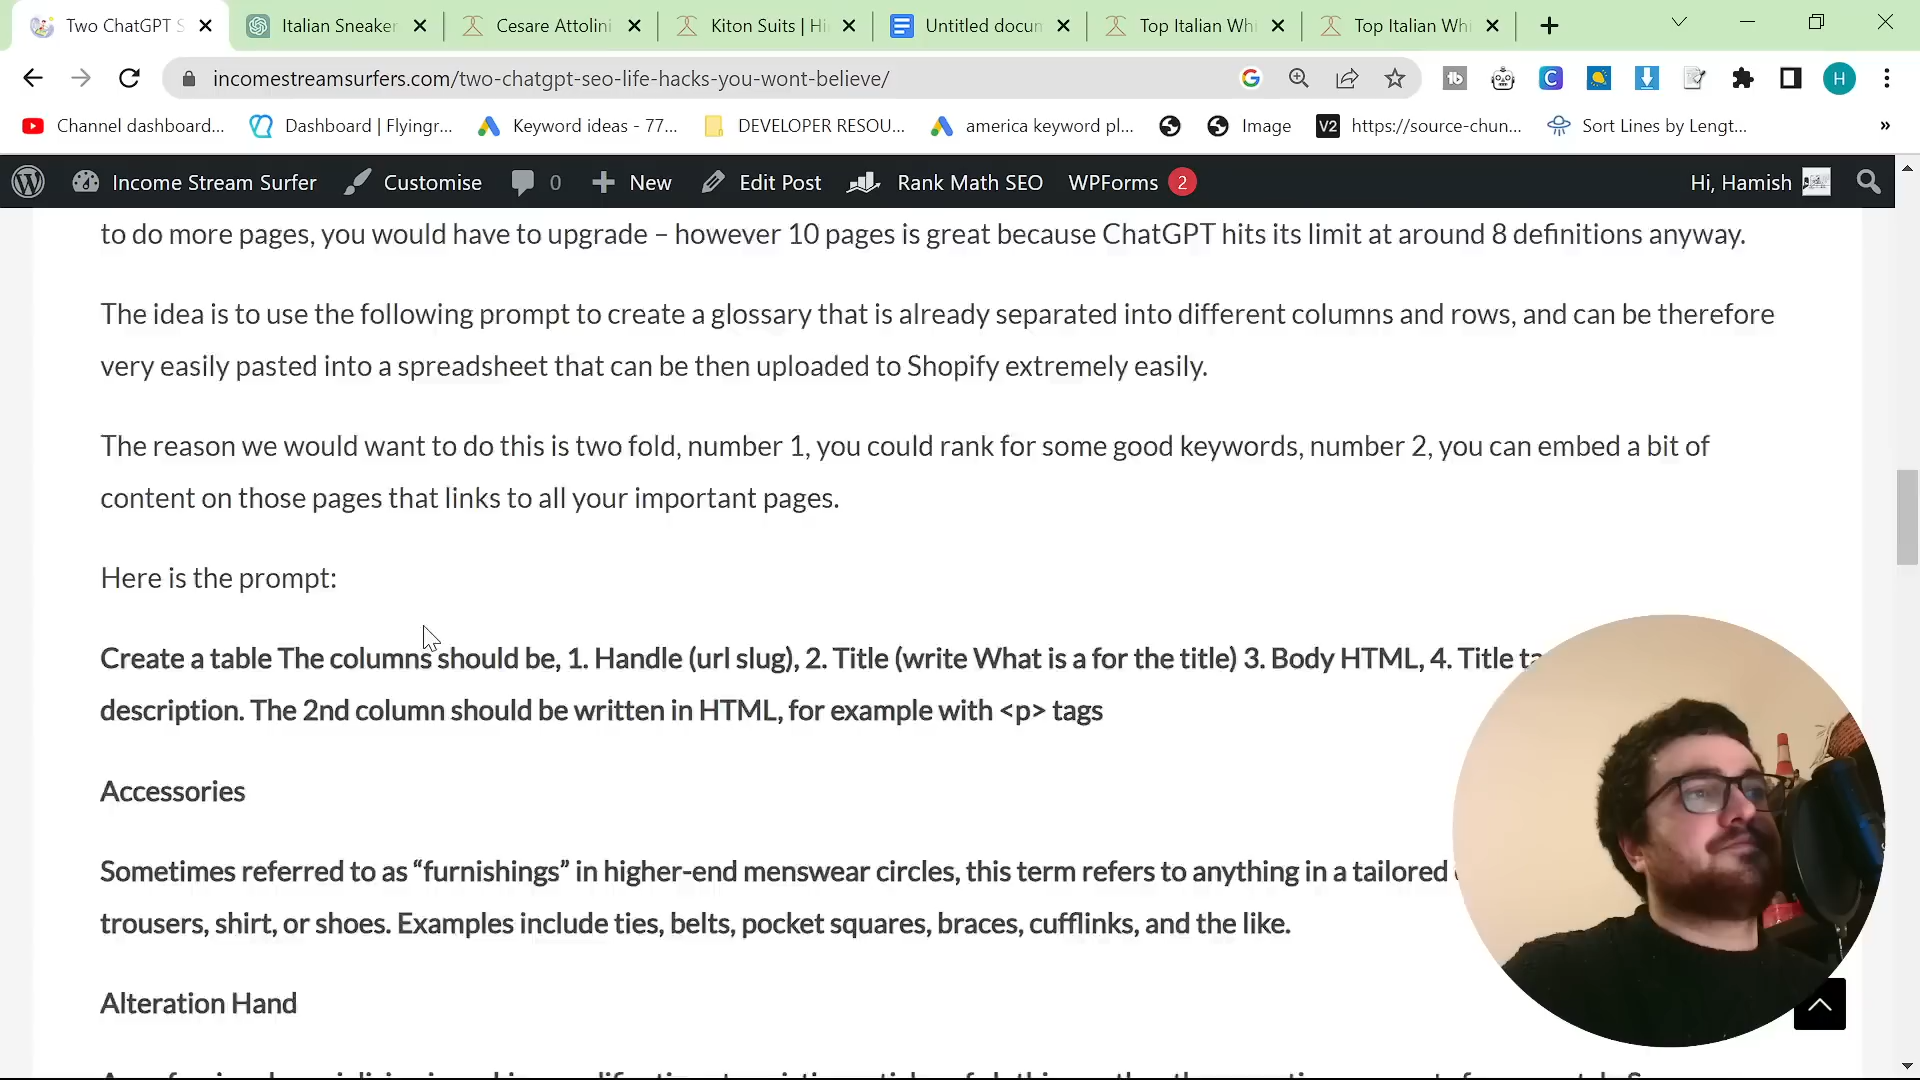 Two ChatGPT S
Italian Sneaker
Cesare Attolini
Kiton Suits | Hi
Untitled docun
Top Italian Whi
Top Italian Whi
incomestreamsurfers.com/two-chatgpt-seo-life-hacks-you-wont-believe/
H
Channel dashboard...
Dashboard | Flyingr...
Keyword ideas - 77...
DEVELOPER RESOU...
america keyword pl...
Image
V2
https://source-chun...
Sort Lines by Lengt...
»
Income Stream Surfer
Customise
0
New
Edit Post
Rank Math SEO
WPForms 2
Hi, Hamish
to do more pages, you would have to upgrade – however 10 pages is great because ChatGPT hits its limit at around 8 definitions anyway.
The idea is to use the following prompt to create a glossary that is already separated into different columns and rows, and can be therefore
very easily pasted into a spreadsheet that can be then uploaded to Shopify extremely easily.
The reason we would want to do this is two fold, number 1, you could rank for some good keywords, number 2, you can embed a bit of
content on those pages that links to all your important pages.
Here is the prompt:
Create a table The columns should be, 1. Handle (url slug), 2. Title (write What is a for the title) 3. Body HTML, 4. Title
description. The 2nd column should be written in HTML, for example with <p> tags
Accessories
Sometimes referred to as “furnishings” in higher-end menswear circles, this term refers to anything in a tailored
trousers, shirt, or shoes. Examples include ties, belts, pocket squares, braces, cufflinks, and the like.
Alteration Hand